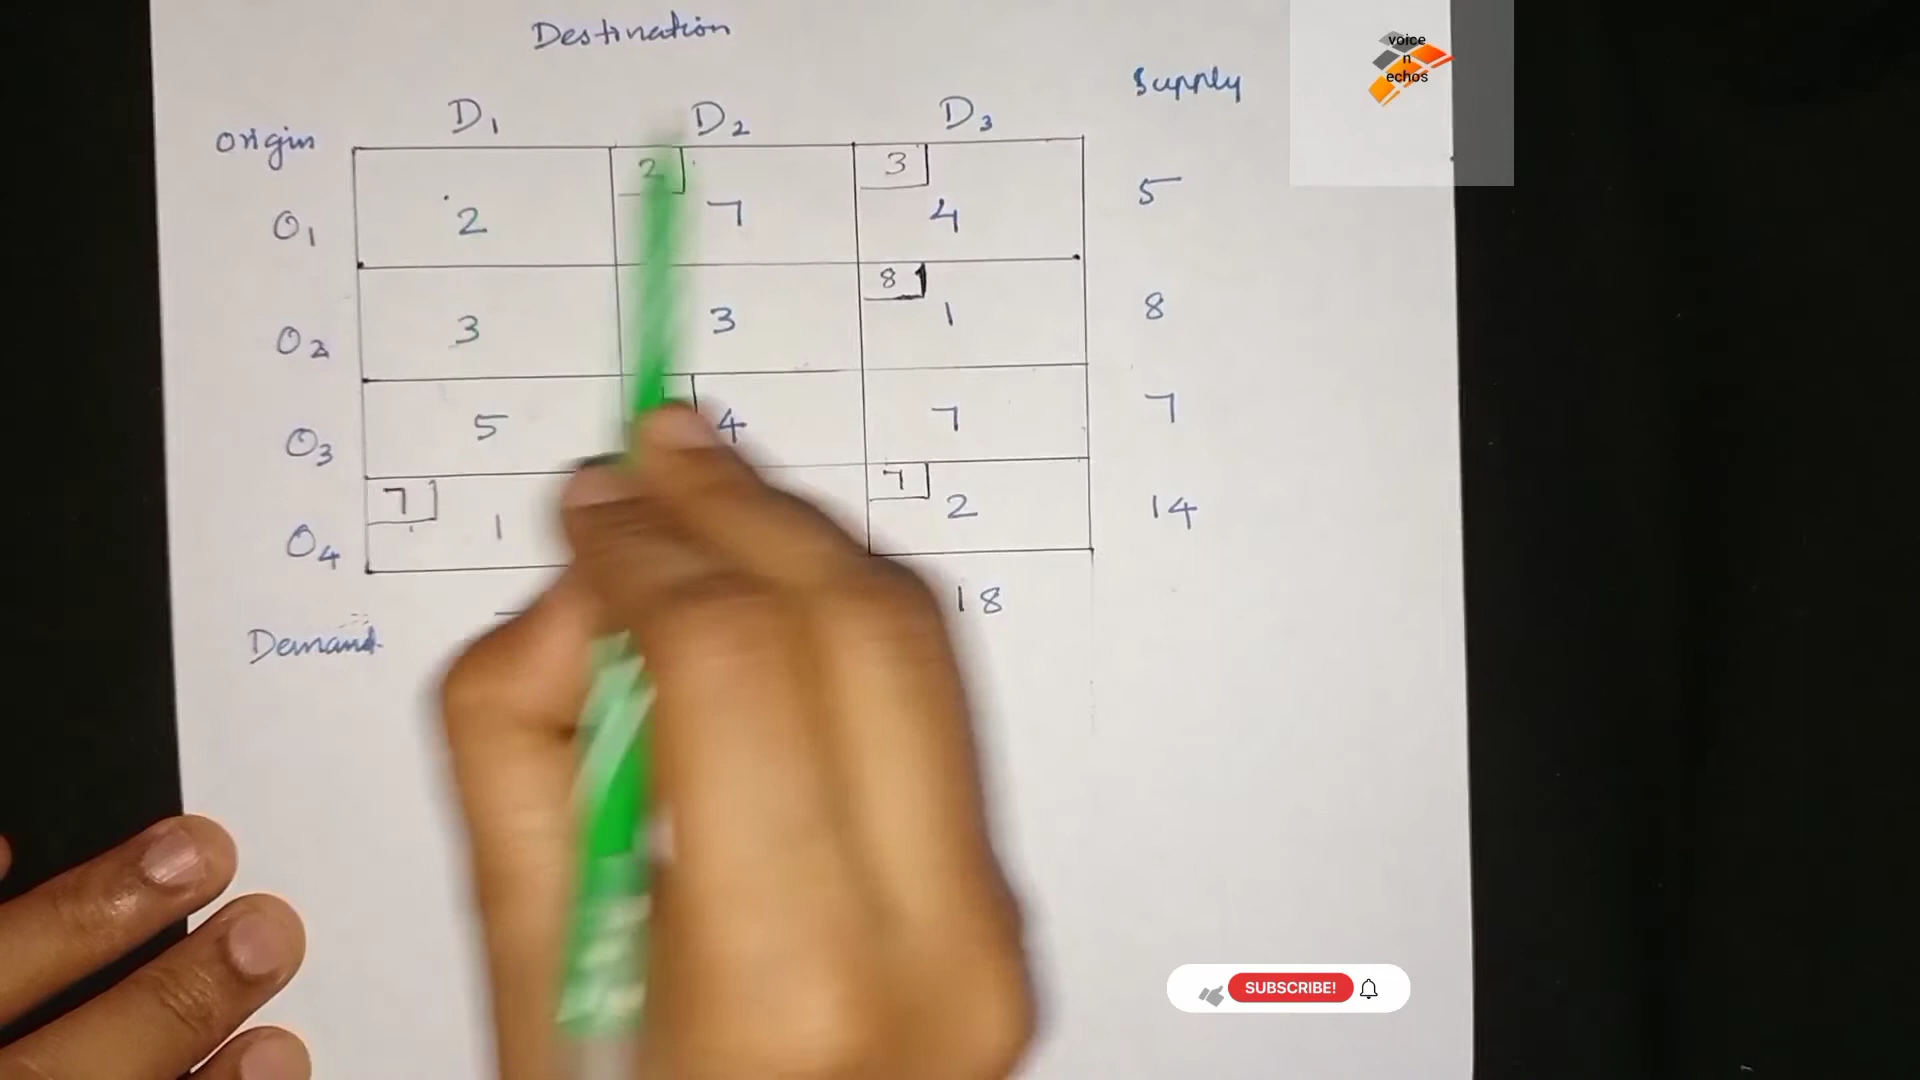 Destination
voice
n
echos
Supply
D1 D2 D3
Origin
2 3
O1 2 7 4 5
8
O2 3 3 1 8
O3 5 4 7 7
7 7
O4 1 2 14
18
Demand
SUBSCRIBE!